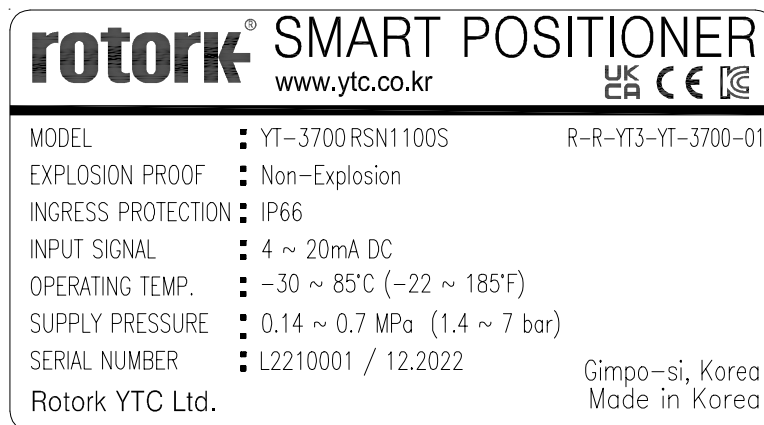 rotork® SMART POSITIONER
www.ytc.co.kr UK CA CE KC
MODEL : YT-3700RSN1100S R-R-YT3-YT-3700-01
EXPLOSION PROOF : Non-Explosion
INGRESS PROTECTION : IP66
INPUT SIGNAL : 4 ~ 20mA DC
OPERATING TEMP. : -30 ~ 85°C (-22 ~ 185°F)
SUPPLY PRESSURE : 0.14 ~ 0.7 MPa (1.4 ~ 7 bar)
SERIAL NUMBER : L2210001 / 12.2022
Gimpo-si, Korea
Rotork YTC Ltd. Made in Korea